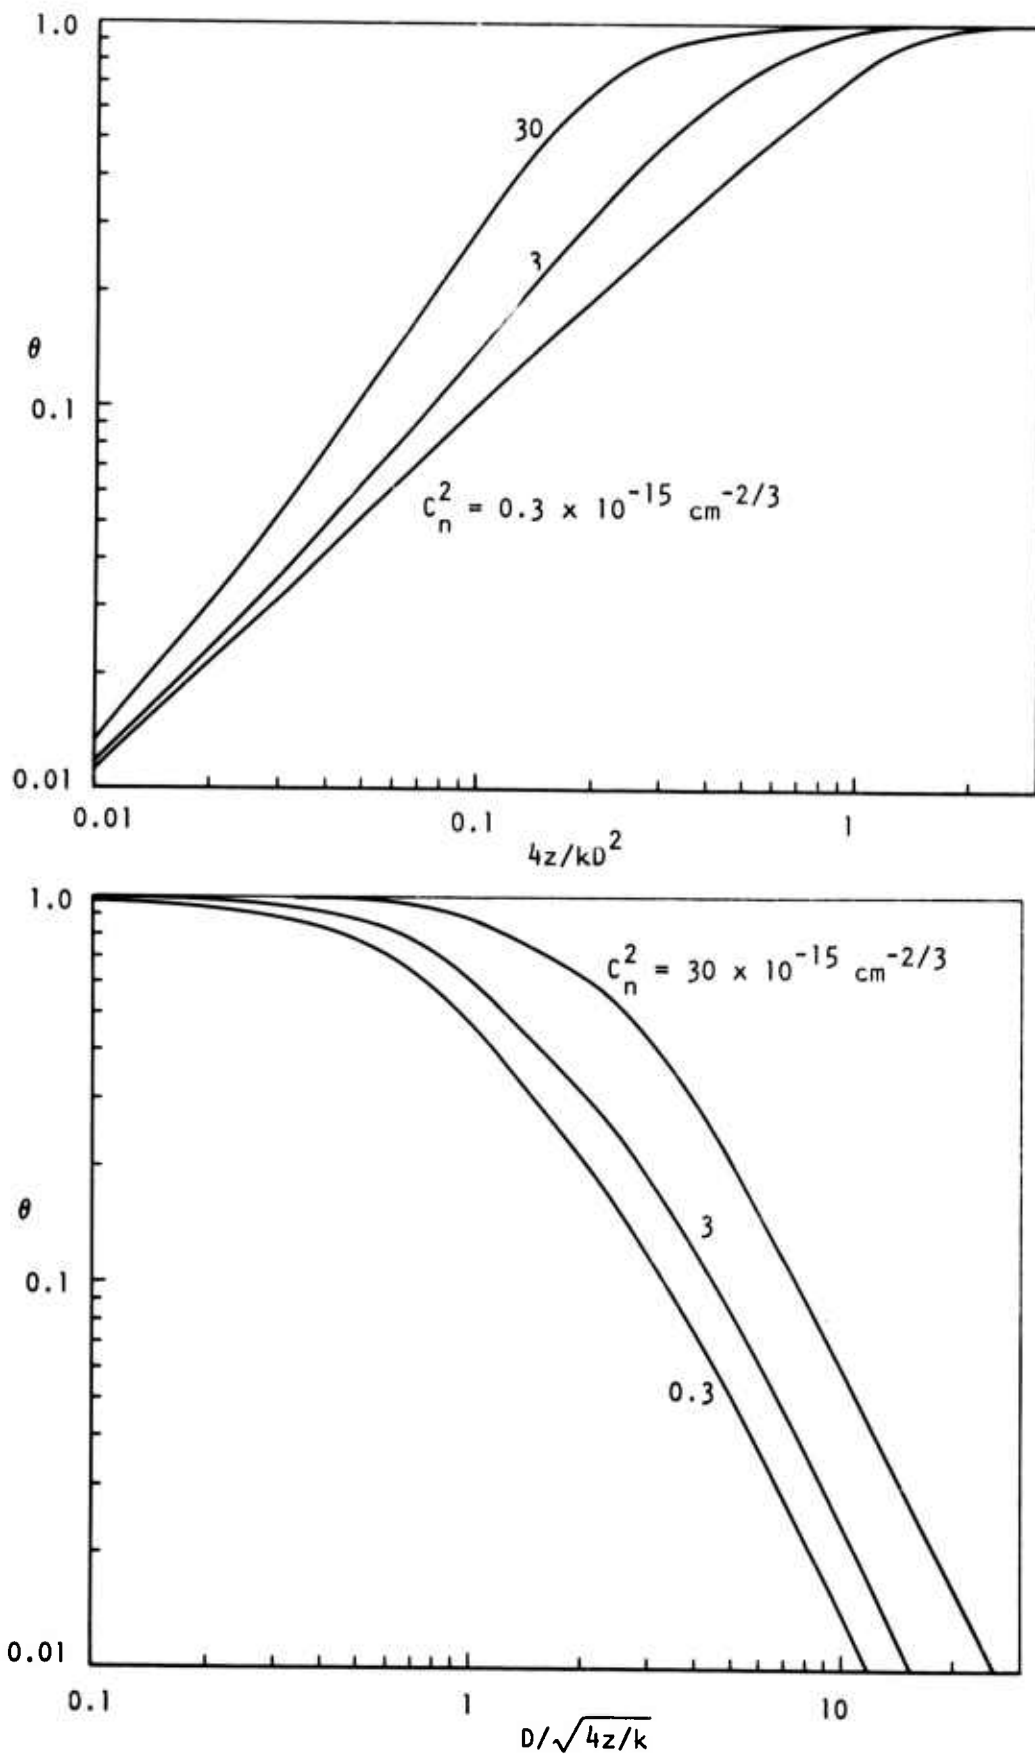 1.0
30
3
θ
0.1
C_n^2 = 0.3 x 10^-15 cm^-2/3
0.01
0.01 0.1 1
4z/kD^2
1.0
C_n^2 = 30 x 10^-15 cm^-2/3
θ
3
0.1
0.3
0.01
0.1 1 10
D/√4z/k